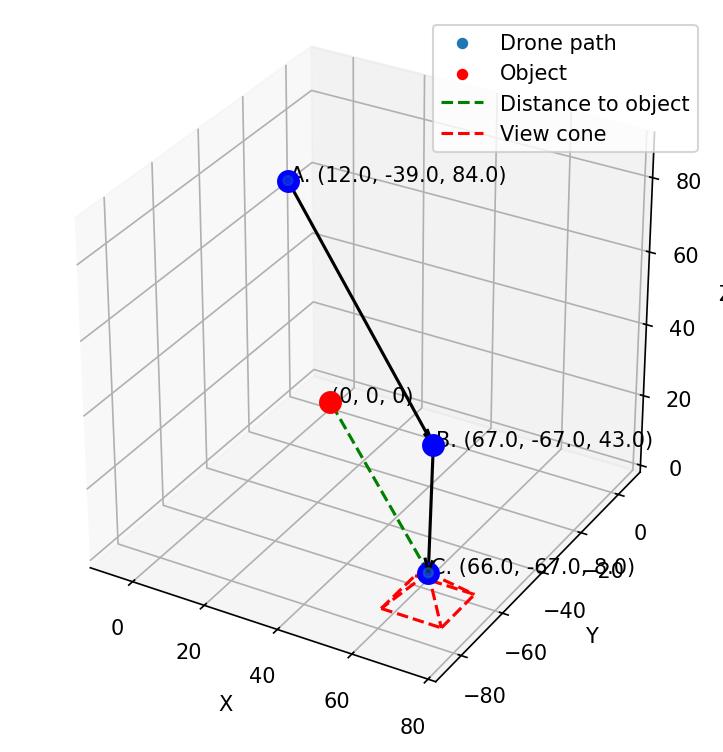 Drone path
Object
Distance to object
View cone
A. (12.0, -39.0, 84.0)
80
60
Z
40
(0, 0, 0)
20
B. (67.0, -67.0, 43.0)
0
0
C. (66.0, -67.0, 8.0)
−20
−40
0
Y
20
−60
40
−80
60
X
80